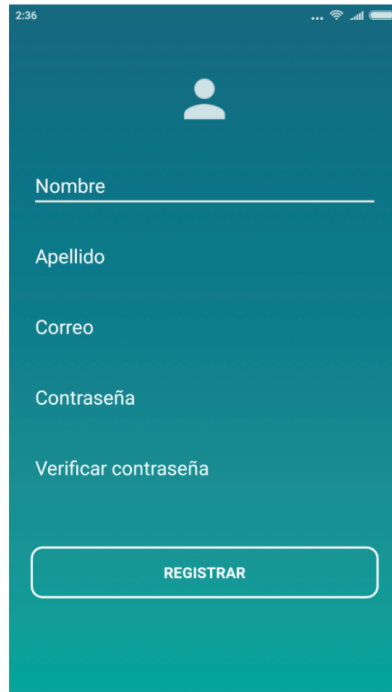 2:36
Nombre
Apellido
Correo
Contraseña
Verificar contraseña
REGISTRAR